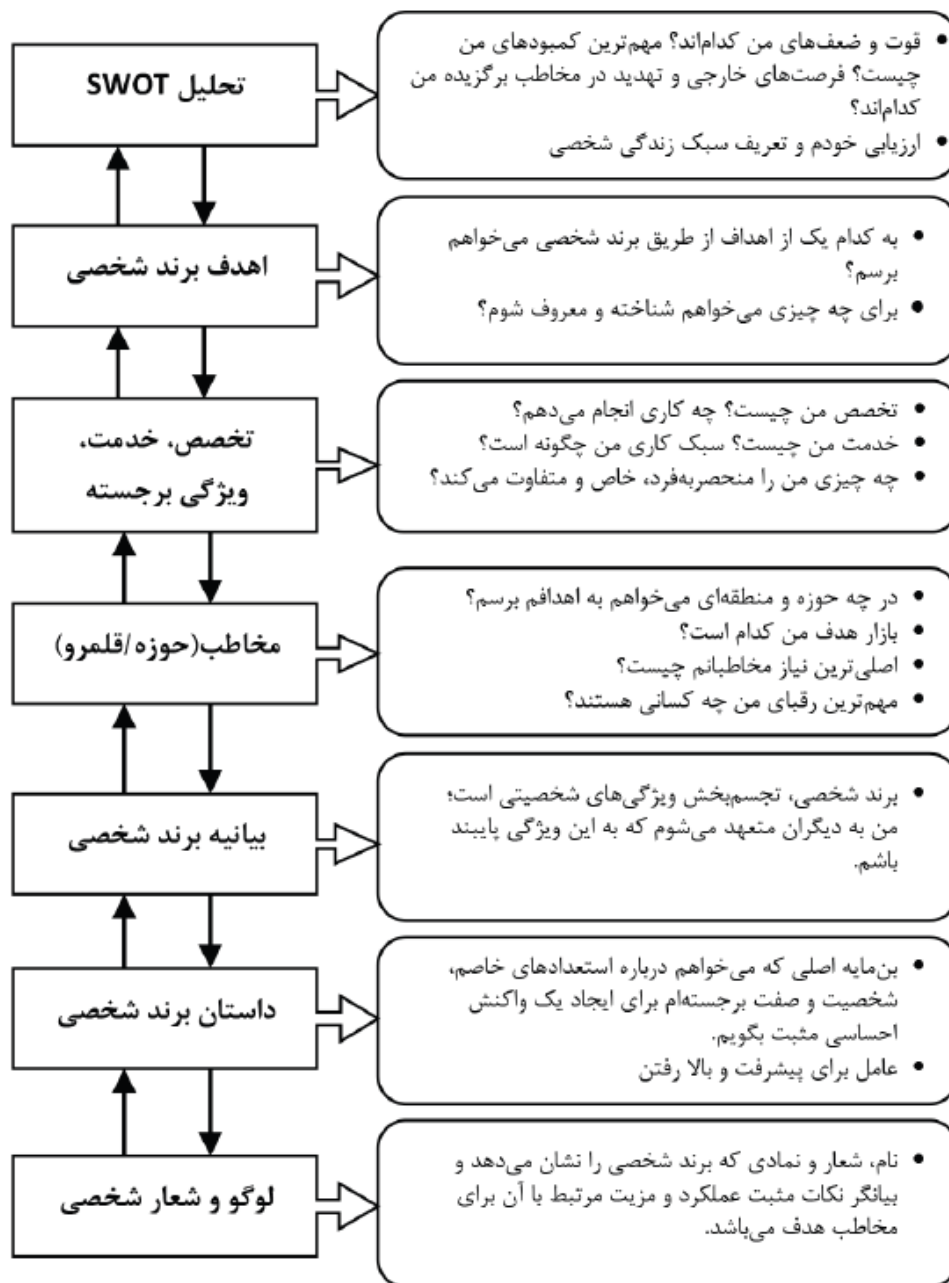 تحلیل SWOT
• قوت و ضعف‌های من کدام‌اند؟ مهم‌ترین کمبودهای من
چیست؟ فرصت‌های خارجی و تهدید در مخاطب برگزیده من
کدام‌اند؟
• ارزیابی خودم و تعریف سبک زندگی شخصی
اهدف برند شخصی
• به کدام یک از اهداف از طریق برند شخصی می‌خواهم
برسم؟
• برای چه چیزی می‌خواهم شناخته و معروف شوم؟
تخصص، خدمت،
ویژگی برجسته
• تخصص من چیست؟ چه کاری انجام می‌دهم؟
• خدمت من چیست؟ سبک کاری من چگونه است؟
• چه چیزی من را منحصربه‌فرد، خاص و متفاوت می‌کند؟
مخاطب(حوزه/قلمرو)
• در چه حوزه و منطقه‌ای می‌خواهم به اهدافم برسم؟
• بازار هدف من کدام است؟
• اصلی‌ترین نیاز مخاطبانم چیست؟
• مهم‌ترین رقبای من چه کسانی هستند؟
بیانیه برند شخصی
• برند شخصی، تجسم‌بخش ویژگی‌های شخصیتی است؛
من به دیگران متعهد می‌شوم که به این ویژگی پایبند
باشم.
داستان برند شخصی
• بن‌مایه اصلی که می‌خواهم درباره استعدادهای خاصم،
شخصیت و صفت برجسته‌ام برای ایجاد یک واکنش
احساسی مثبت بگویم.
• عامل برای پیشرفت و بالا رفتن
لوگو و شعار شخصی
• نام، شعار و نمادی که برند شخصی را نشان می‌دهد و
بیانگر نکات مثبت عملکرد و مزیت مرتبط با آن برای
مخاطب هدف می‌باشد.